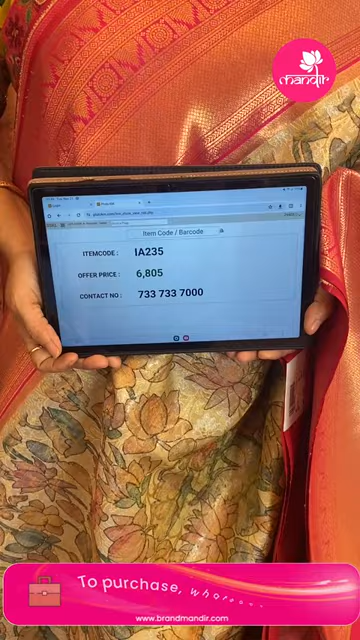 mandir
Item Code / Barcode
ITEMCODE : IA235
OFFER PRICE : 6,805
CONTACT NO : 733 733 7000
To purchase,
www.brandmandir.com